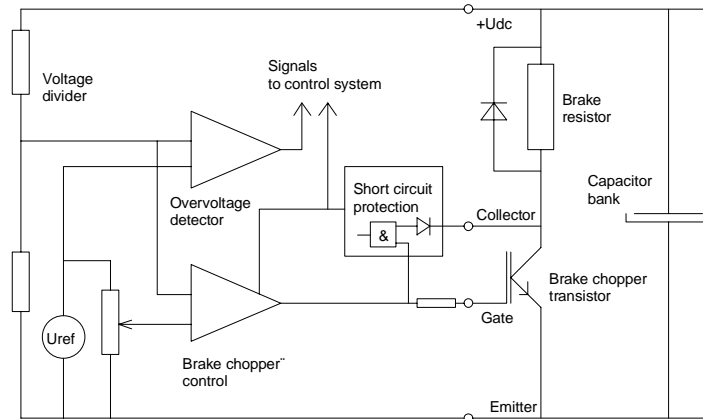 +Udc
Signals
to control system
Voltage
divider
Brake
resistor
Overvoltage
detector
Short circuit
protection
&
Collector
Capacitor
bank
Brake chopper
transistor
Gate
Uref
Brake chopper¨
control
Emitter